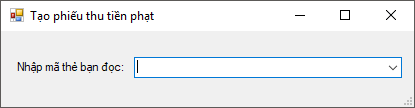 Tạo phiếu thu tiền phạt
Nhập mã thẻ bạn đọc: